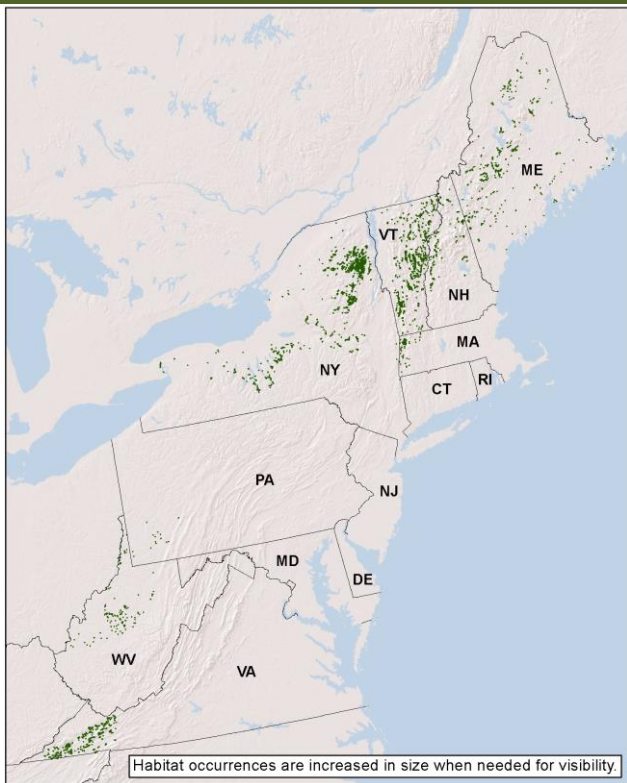 ME
VT
NH
MA
NY
CT
RI
PA
NJ
MD
DE
WV
VA
Habitat occurrences are increased in size when needed for visibility.